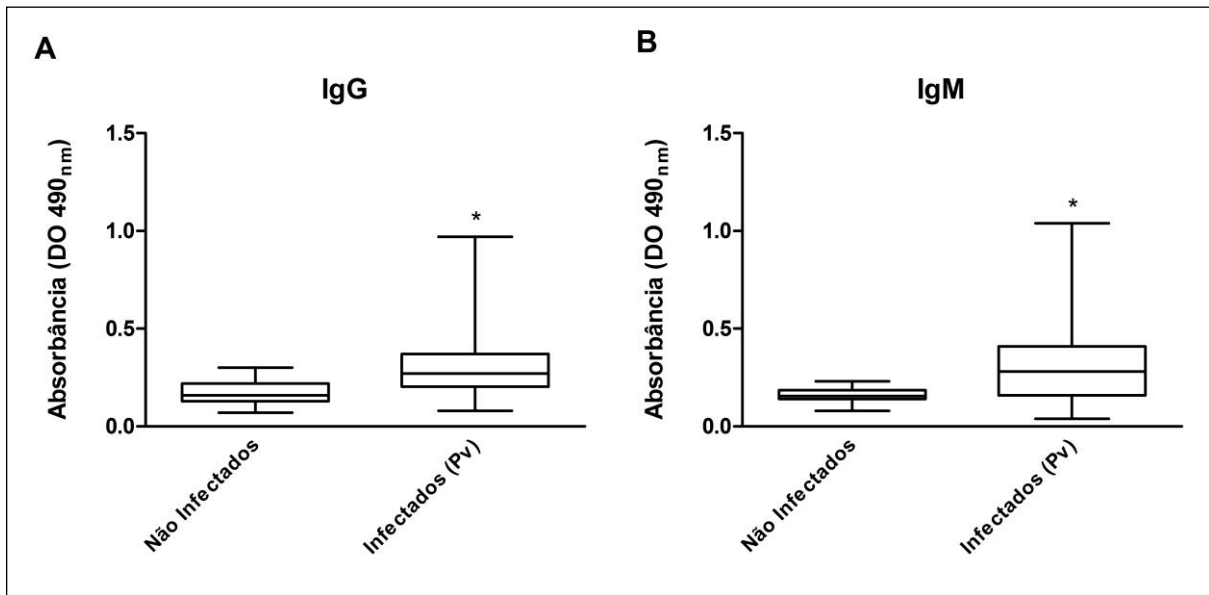 A
IgG
Absorbância (DO 490nm)
1.5
1.0
0.5
0.0
*
Não Infectados
Infectados (Pv)
B
IgM
Absorbância (DO 490nm)
1.5
1.0
0.5
0.0
*
Não Infectados
Infectados (Pv)